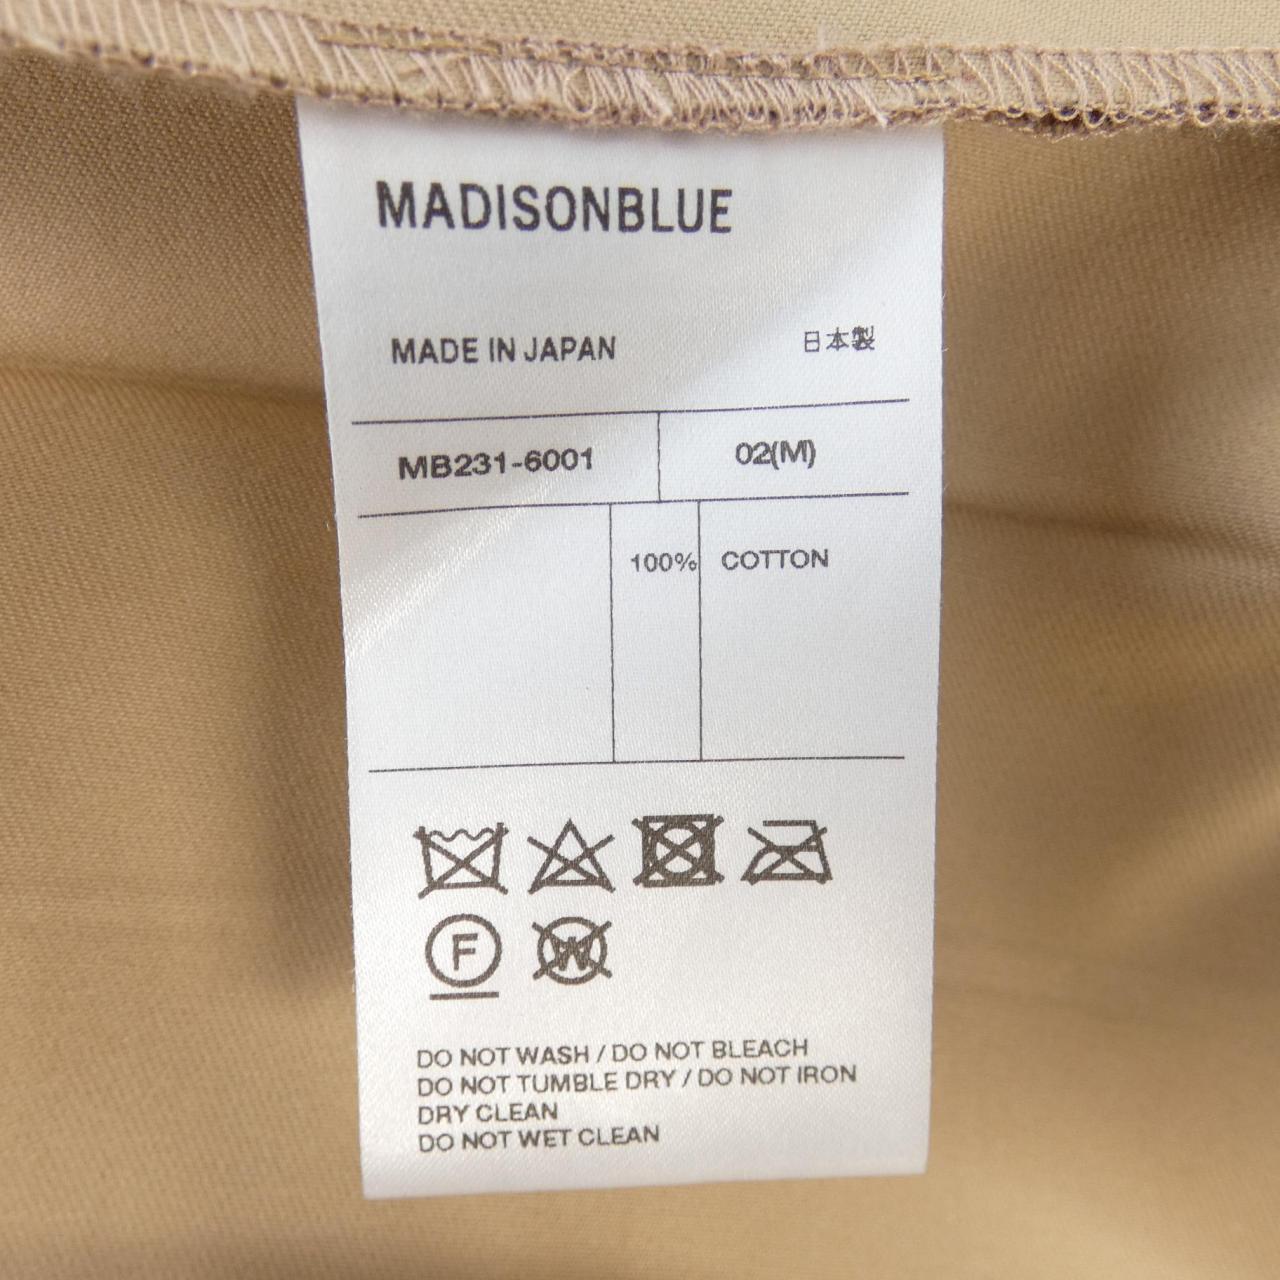 MADISONBLUE
MADE IN JAPAN 日本製
MB231-6001 02(M)
100% COTTON
F W
DO NOT WASH / DO NOT BLEACH
DO NOT TUMBLE DRY / DO NOT IRON
DRY CLEAN
DO NOT WET CLEAN